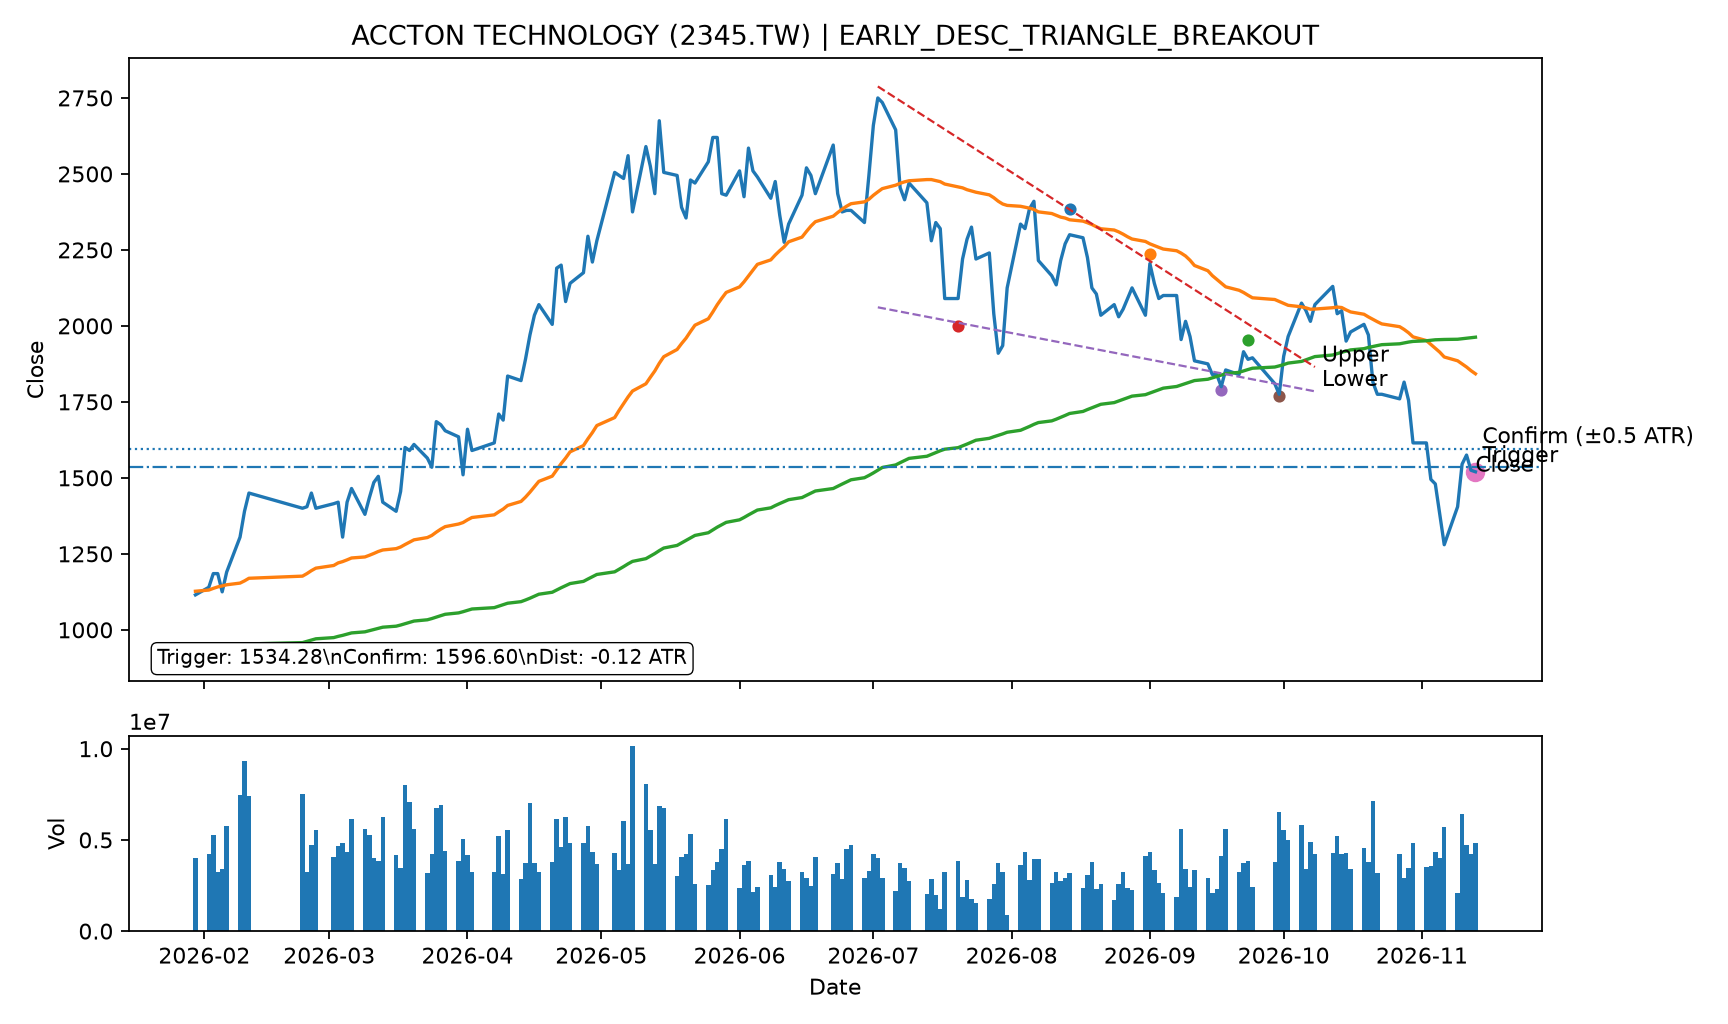 ACCTON TECHNOLOGY (2345.TW) | EARLY_DESC_TRIANGLE_BREAKOUT
Close
2750
2500
2250
2000
1750
1500
1250
1000
Upper
Lower
Confirm (±0.5 ATR)
Trigger
Close
Trigger: 1534.28\nConfirm: 1596.60\nDist: -0.12 ATR
1e7
Vol
1.0
0.5
0.0
2026-02 2026-03 2026-04 2026-05 2026-06 2026-07 2026-08 2026-09 2026-10 2026-11
Date